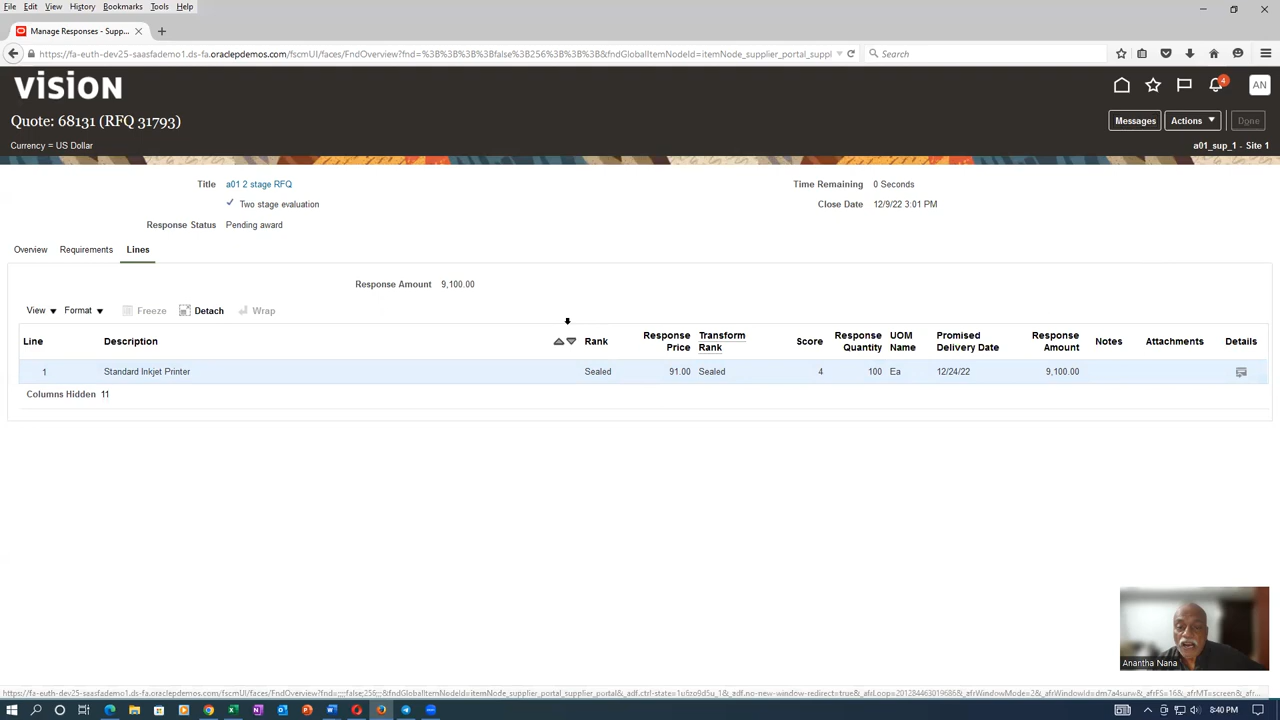 File Edit View History Bookmarks Tools Help
Manage Responses - Supp...
https://fa-euth-dev25-saasfademo1.ds-fa.oraclepdemos.com/fscmUI/faces/FndOverview?fnd=%3B%3B%3B%3Bfalse%3B256%3B%3B%3B&fndGlobalItemNodeId=itemNode_supplier_portal_suppl
Search
vision
AN
4
Quote: 68131 (RFQ 31793)
Messages Actions Done
Currency = US Dollar
a01_sup_1 - Site 1
Title a01 2 stage RFQ
Time Remaining 0 Seconds
Two stage evaluation
Close Date 12/9/22 3:01 PM
Response Status Pending award
Overview Requirements Lines
Response Amount 9,100.00
View Format Freeze Detach Wrap
Line Description Rank Response Price Transform Rank Score Response Quantity UOM Name Promised Delivery Date Response Amount Notes Attachments Details
1 Standard Inkjet Printer Sealed 91.00 Sealed 4 100 Ea 12/24/22 9,100.00
Columns Hidden 11
Anantha Nana
8:40 PM